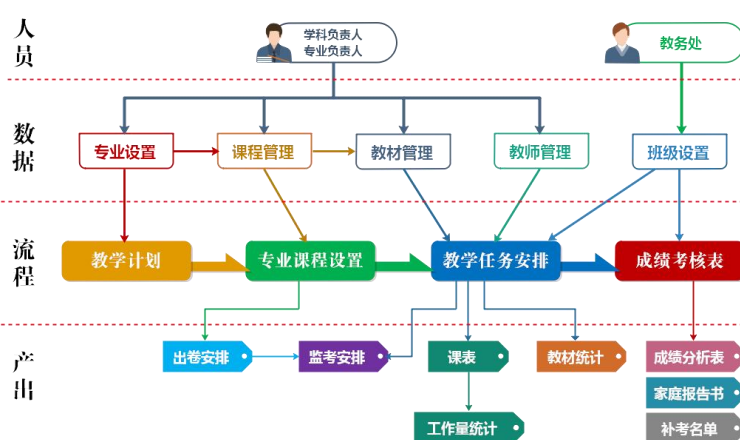 人员
学科负责人
专业负责人
教务处
数据
专业设置
课程管理
教材管理
教师管理
班级设置
流程
教学计划
专业课程设置
教学任务安排
成绩考核表
产出
出卷安排
监考安排
课表
教材统计
成绩分析表
家庭报告书
工作量统计
补考名单